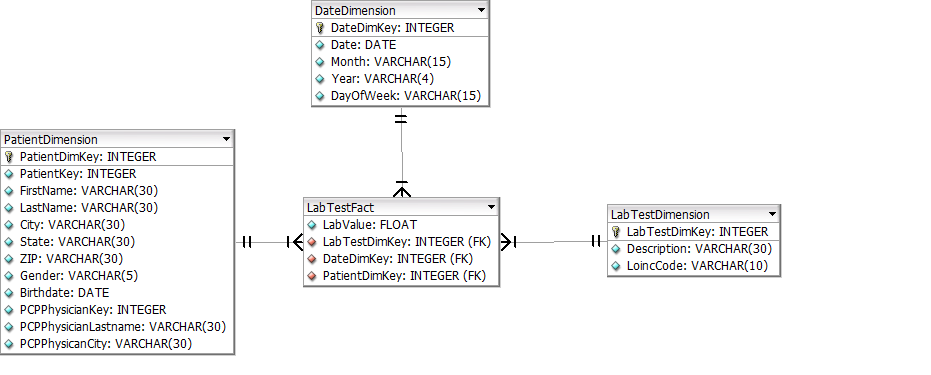 DateDimension
DateDimKey: INTEGER
Date: DATE
Month: VARCHAR(15)
Year: VARCHAR(4)
DayOfWeek: VARCHAR(15)
PatientDimension
PatientDimKey: INTEGER
PatientKey: INTEGER
FirstName: VARCHAR(30)
LastName: VARCHAR(30)
City: VARCHAR(30)
State: VARCHAR(30)
ZIP: VARCHAR(30)
Gender: VARCHAR(5)
Birthdate: DATE
PCPPhysicianKey: INTEGER
PCPPhysicianLastname: VARCHAR(30)
PCPPhysicanCity: VARCHAR(30)
LabTestFact
LabValue: FLOAT
LabTestDimKey: INTEGER (FK)
DateDimKey: INTEGER (FK)
PatientDimKey: INTEGER (FK)
LabTestDimension
LabTestDimKey: INTEGER
Description: VARCHAR(30)
LoincCode: VARCHAR(10)